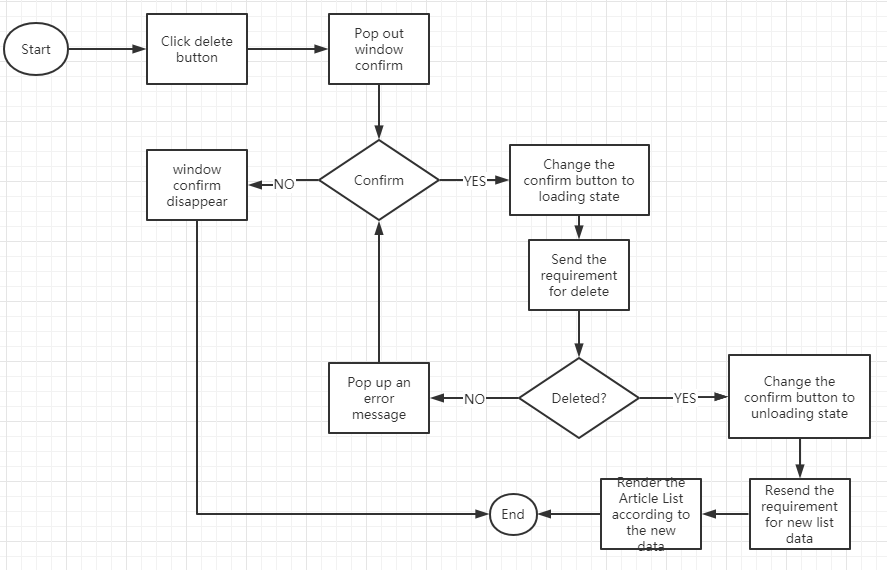 Start
Click delete
button
Pop out
window
confirm
window
confirm
disappear
NO
Confirm
YES
Change the
confirm button to
loading state
Send the
requirement
for delete
Pop up an
error
message
NO
Deleted?
YES
Change the
confirm button to
unloading state
End
Render the
Article List
according to
the new
data
Resend the
requirement
for new list
data